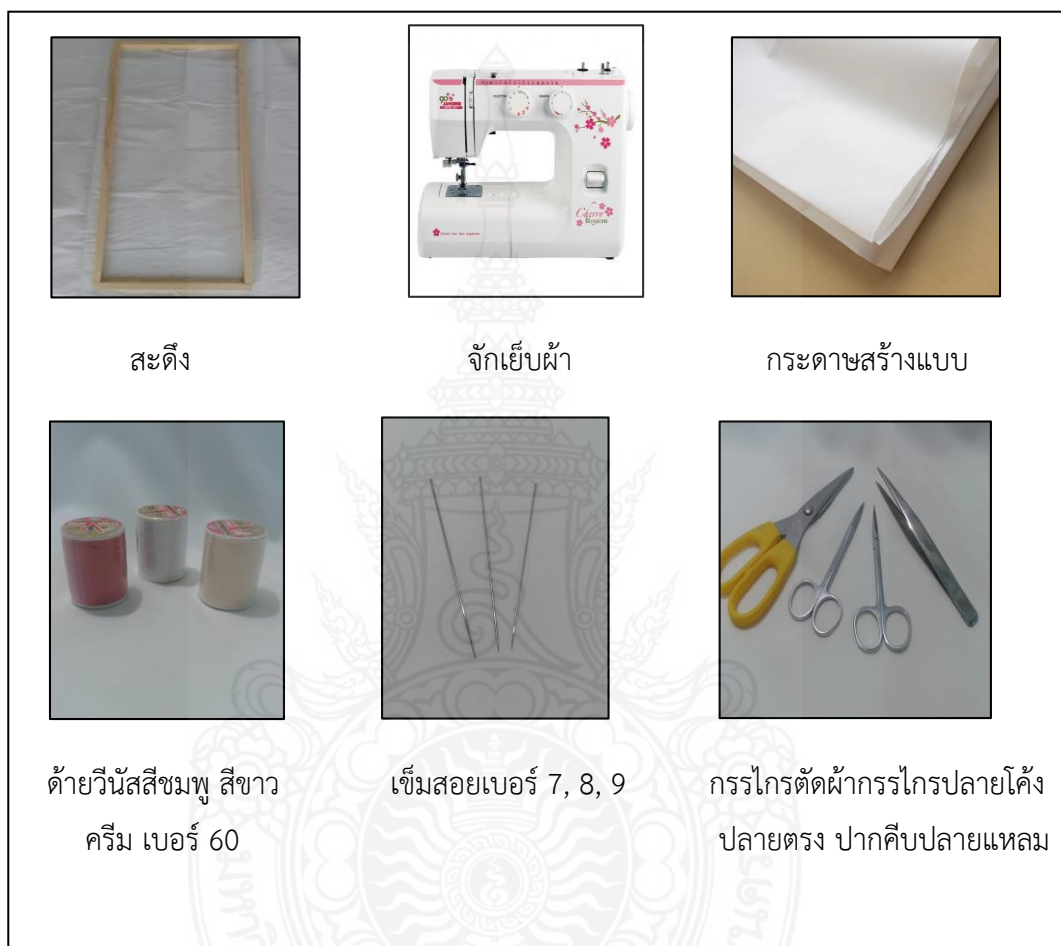 สะดึง
จักเย็บผ้า
กระดาษสร้างแบบ
ด้ายวีนัสสีชมพู สีขาว
ครีม เบอร์ 60
เข็มสอยเบอร์ 7, 8, 9
กรรไกรตัดผ้ากรรไกรปลายโค้ง
ปลายตรง ปากคีบปลายแหลม
JANOME
Cherry
Blossom